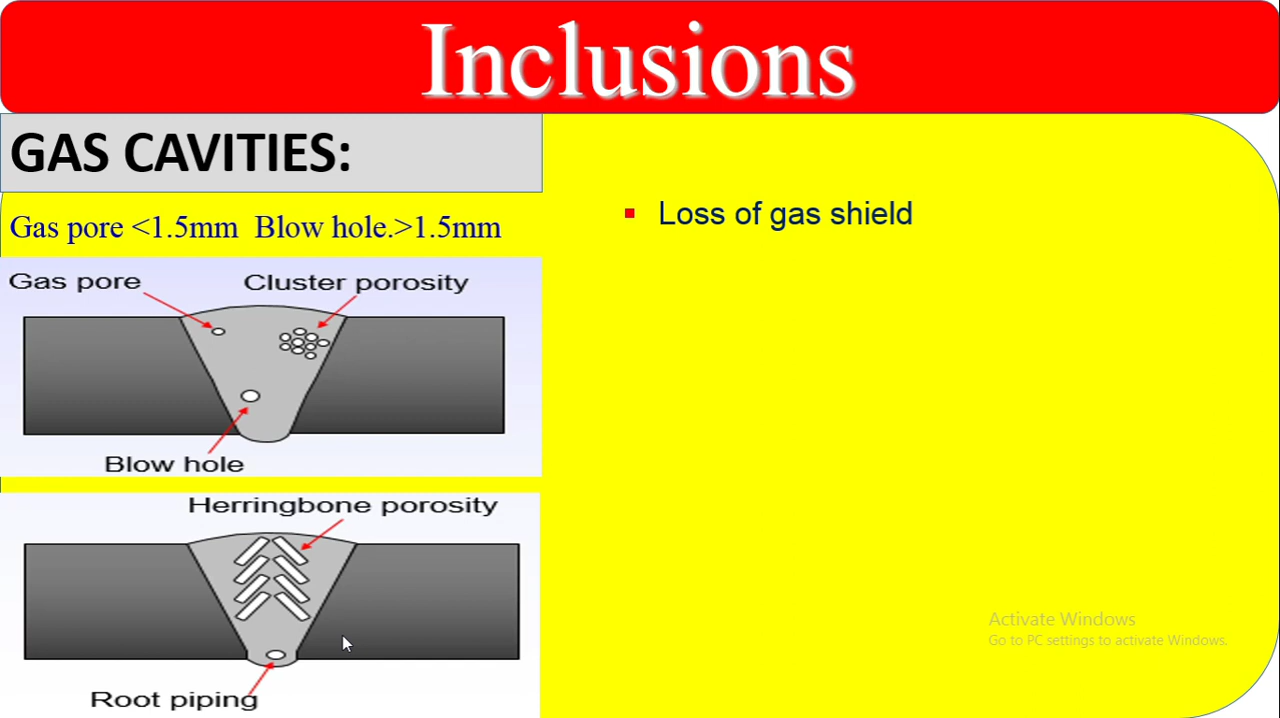 Inclusions
GAS CAVITIES:
Gas pore <1.5mm  Blow hole.>1.5mm
Gas pore
Cluster porosity
Blow hole
Herringbone porosity
Root piping
Loss of gas shield
Activate Windows
Go to PC settings to activate Windows.